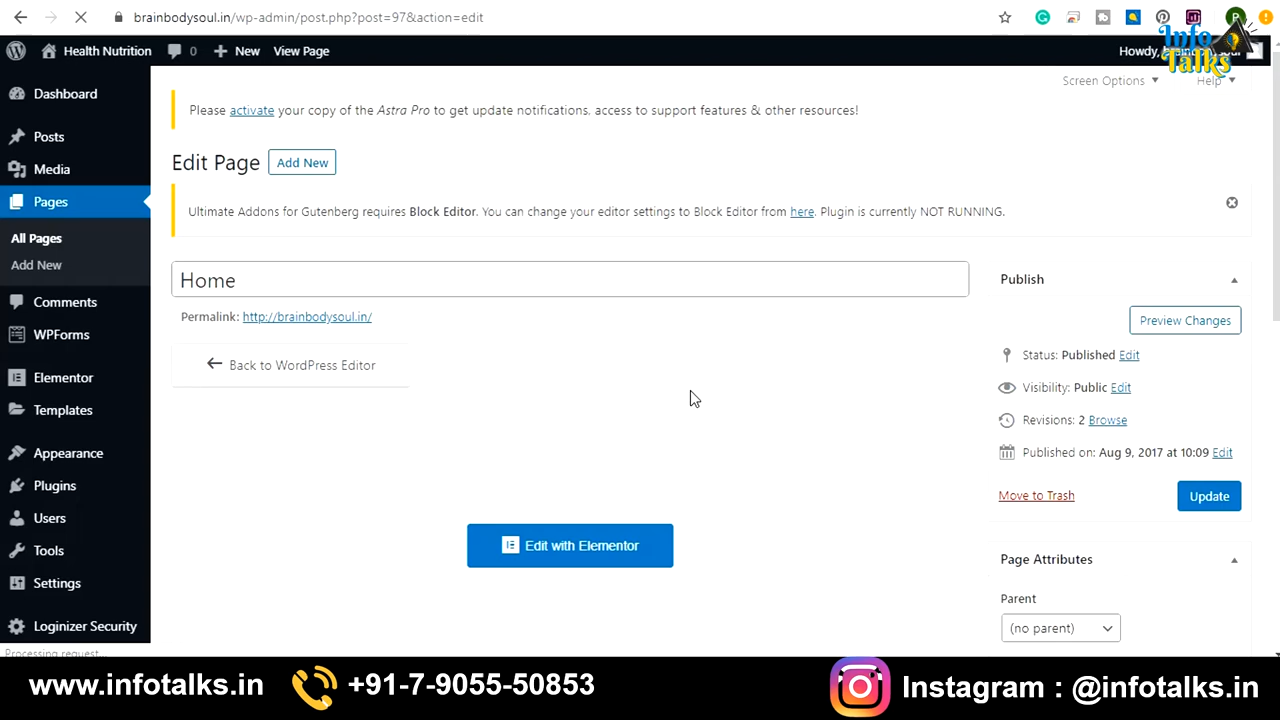 brainbodysoul.in/wp-admin/post.php?post=97&action=edit
Health Nutrition
0
New
View Page
Howdy,
Info Talks
Screen Options
Help
Dashboard
Posts
Media
Pages
All Pages
Add New
Comments
WPForms
Elementor
Templates
Appearance
Plugins
Users
Tools
Settings
Loginizer Security
Please activate your copy of the Astra Pro to get update notifications, access to support features & other resources!
Edit Page
Add New
Ultimate Addons for Gutenberg requires Block Editor. You can change your editor settings to Block Editor from here. Plugin is currently NOT RUNNING.
Home
Permalink: http://brainbodysoul.in/
Back to WordPress Editor
Edit with Elementor
Publish
Preview Changes
Status: Published Edit
Visibility: Public Edit
Revisions: 2 Browse
Published on: Aug 9, 2017 at 10:09 Edit
Move to Trash
Update
Page Attributes
Parent
(no parent)
Processing request...
www.infotalks.in
+91-7-9055-50853
Instagram : @infotalks.in